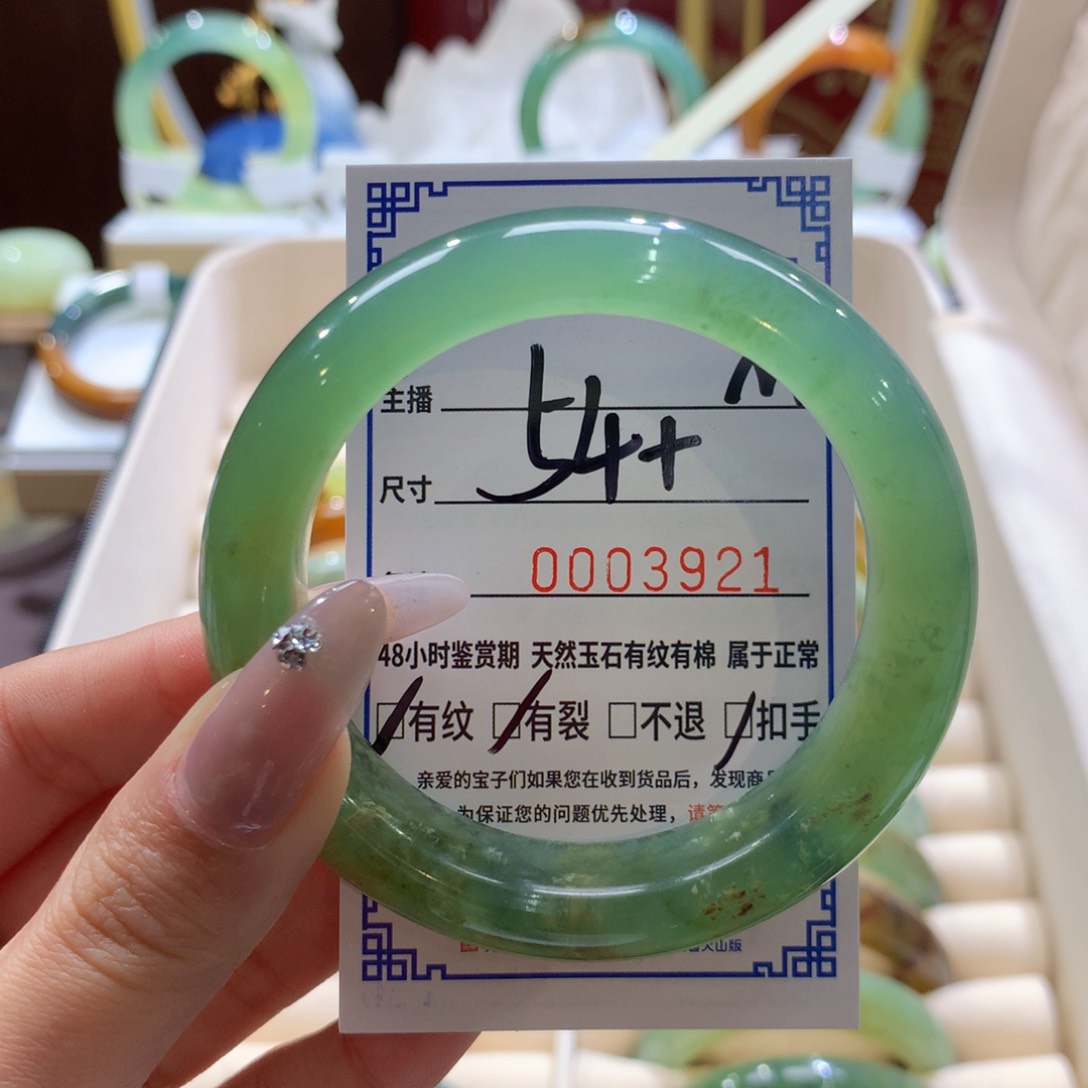 主播
54+
尺寸
0003921
48小时鉴赏期 天然玉石有纹有棉 属于正常
□有纹 □有裂 □不退 □扣手
亲爱的宝子们如果您在收到货品后，发现商
为保证您的问题优先处理，请
火山版